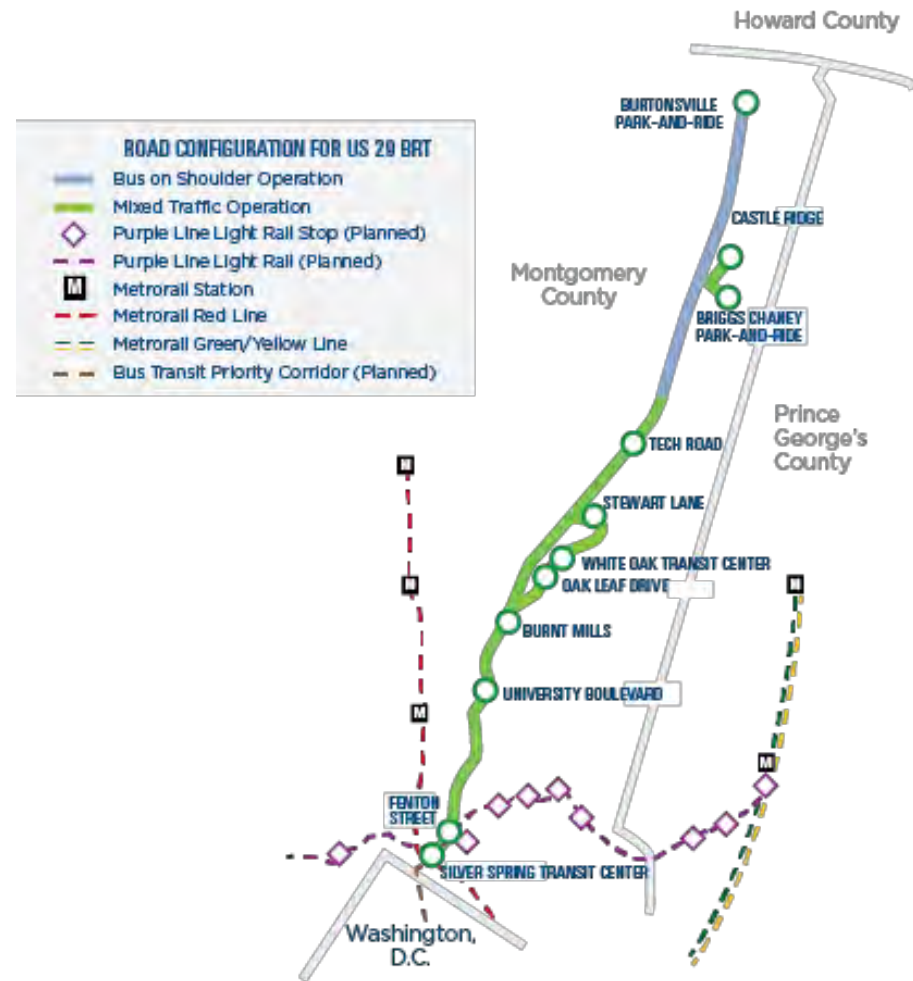 Howard County
BURTONSVILLE
PARK-AND-RIDE
ROAD CONFIGURATION FOR US 29 BRT
Bus on Shoulder Operation
Mixed Traffic Operation
Purple Line Light Rail Stop (Planned)
Purple Line Light Rail (Planned)
M
Metrorail Station
Metrorail Red Line
Metrorail Green/Yellow Line
Bus Transit Priority Corridor (Planned)
CASTLE RIDGE
Montgomery
County
BRIGGS CHANEY
PARK-AND-RIDE
Prince
George's
County
TECH ROAD
M
STEWART LANE
WHITE OAK TRANSIT CENTER
OAK LEAF DRIVE
M
M
BURNT MILLS
UNIVERSITY BOULEVARD
M
M
FENTON
STREET
SILVER SPRING TRANSIT CENTER
Washington,
D.C.